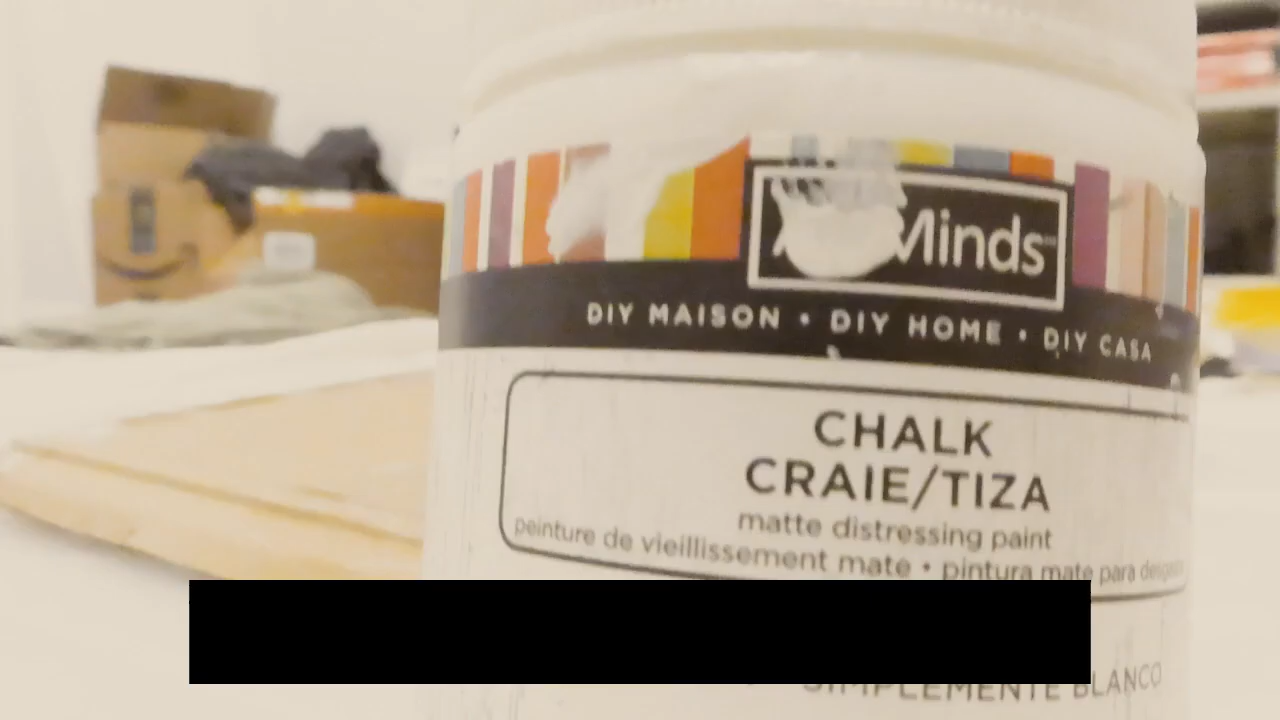 Minds
DIY MAISON • DIY HOME • DIY CASA
CHALK
CRAIE/TIZA
matte distressing paint
peinture de vieillissement mate • pintura mate para
SIMPLEMENTE BLANCO